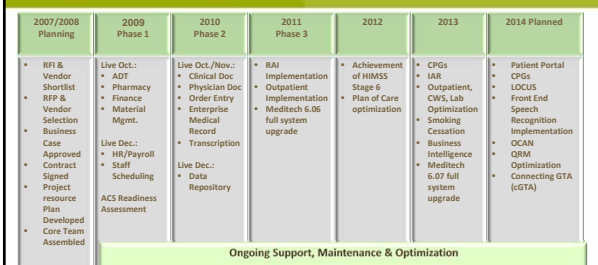 2007/2008
Planning
2009
Phase 1
2010
Phase 2
2011
Phase 3
2012
2013
2014 Planned
• RFI &
Vendor
Shortlist
• RFP &
Vendor
Selection
• Business
Case
Approved
• Contract
Signed
• Project
resource
Plan
Developed
• Core Team
Assembled
Live Oct.:
• ADT
• Pharmacy
• Finance
• Material
Mgmt.
Live Dec.:
• HR/Payroll
• Staff
Scheduling
ACS Readiness
Assessment
Live Oct./Nov.:
• Clinical Doc
• Physician Doc
• Order Entry
• Enterprise
Medical
Record
• Transcription
Live Dec.:
• Data
Repository
• RAI
Implementation
• Outpatient
Implementation
• Meditech 6.06
full system
upgrade
• Achievement
of HIMSS
Stage 6
• Plan of Care
optimization
• CPGs
• IAR
• Outpatient,
CWS, Lab
Optimization
• Smoking
Cessation
• Business
Intelligence
• Meditech
6.07 full
system
upgrade
• Patient Portal
• CPGs
• LOCUS
• Front End
Speech
Recognition
Implementation
• OCAN
• QRM
Optimization
• Connecting GTA
(cGTA)
Ongoing Support, Maintenance & Optimization